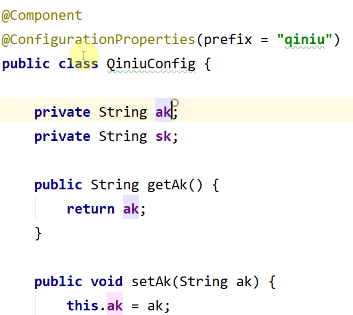 @Component
@ConfigurationProperties(prefix = "qiniu")
public class QiniuConfig {
private String ak;
private String sk;
public String getAk() {
return ak;
}
public void setAk(String ak) {
this.ak = ak;